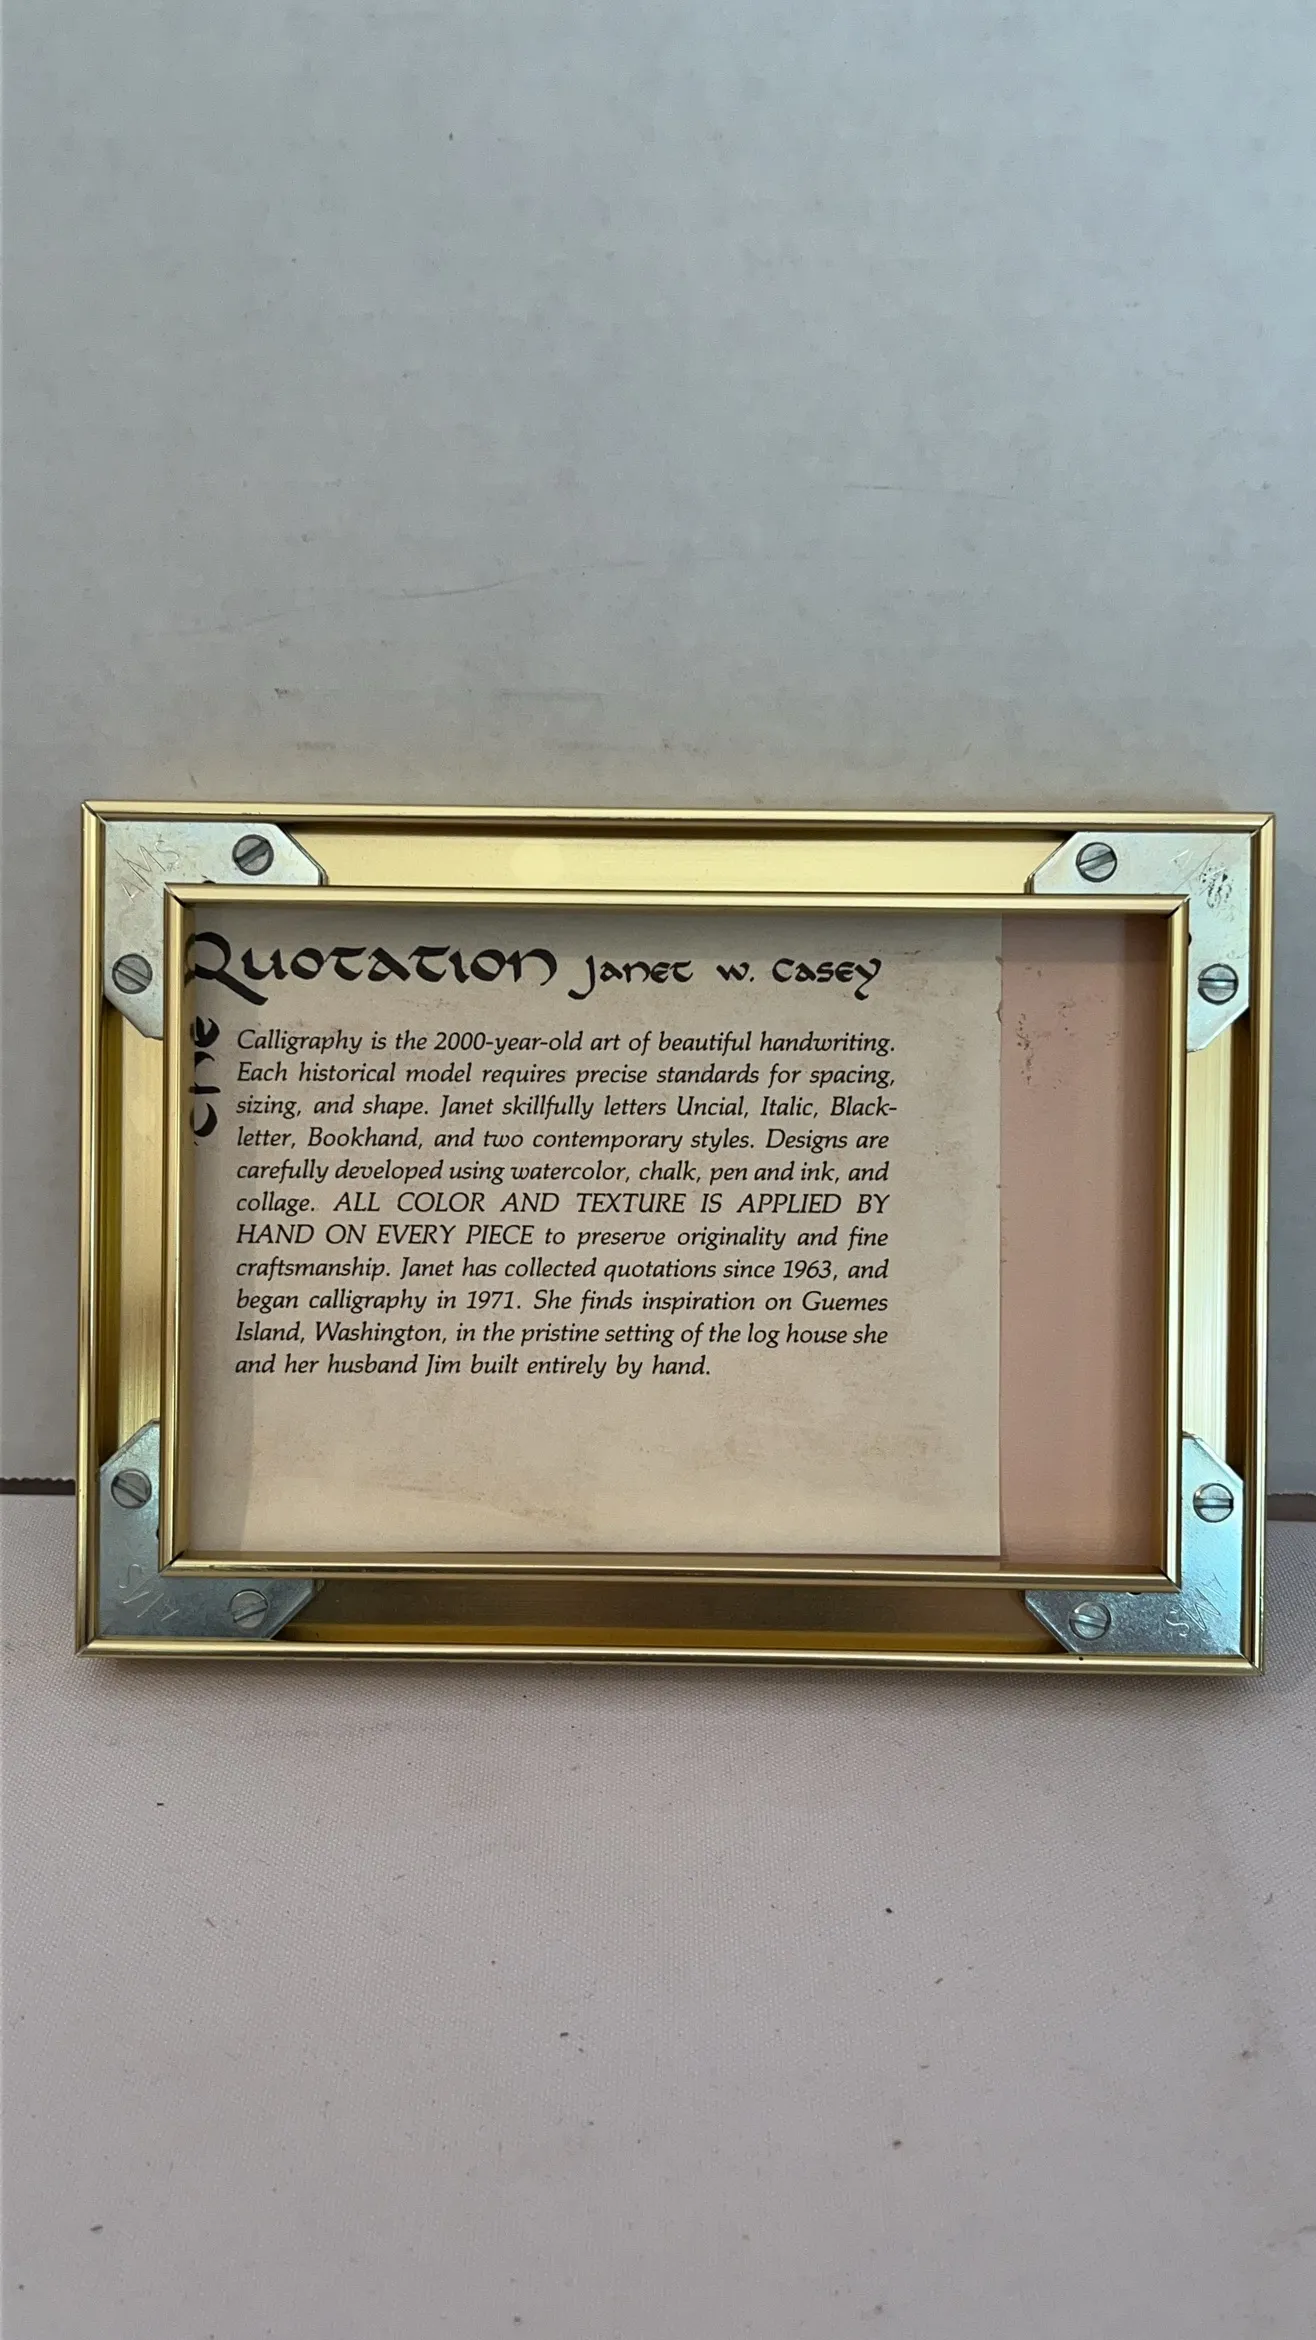 Quotation Janet W. Casey
the
Calligraphy is the 2000-year-old art of beautiful handwriting.
Each historical model requires precise standards for spacing,
sizing, and shape. Janet skillfully letters Uncial, Italic, Black-
letter, Bookhand, and two contemporary styles. Designs are
carefully developed using watercolor, chalk, pen and ink, and
collage. ALL COLOR AND TEXTURE IS APPLIED BY
HAND ON EVERY PIECE to preserve originality and fine
craftsmanship. Janet has collected quotations since 1963, and
began calligraphy in 1971. She finds inspiration on Guemes
Island, Washington, in the pristine setting of the log house she
and her husband Jim built entirely by hand.